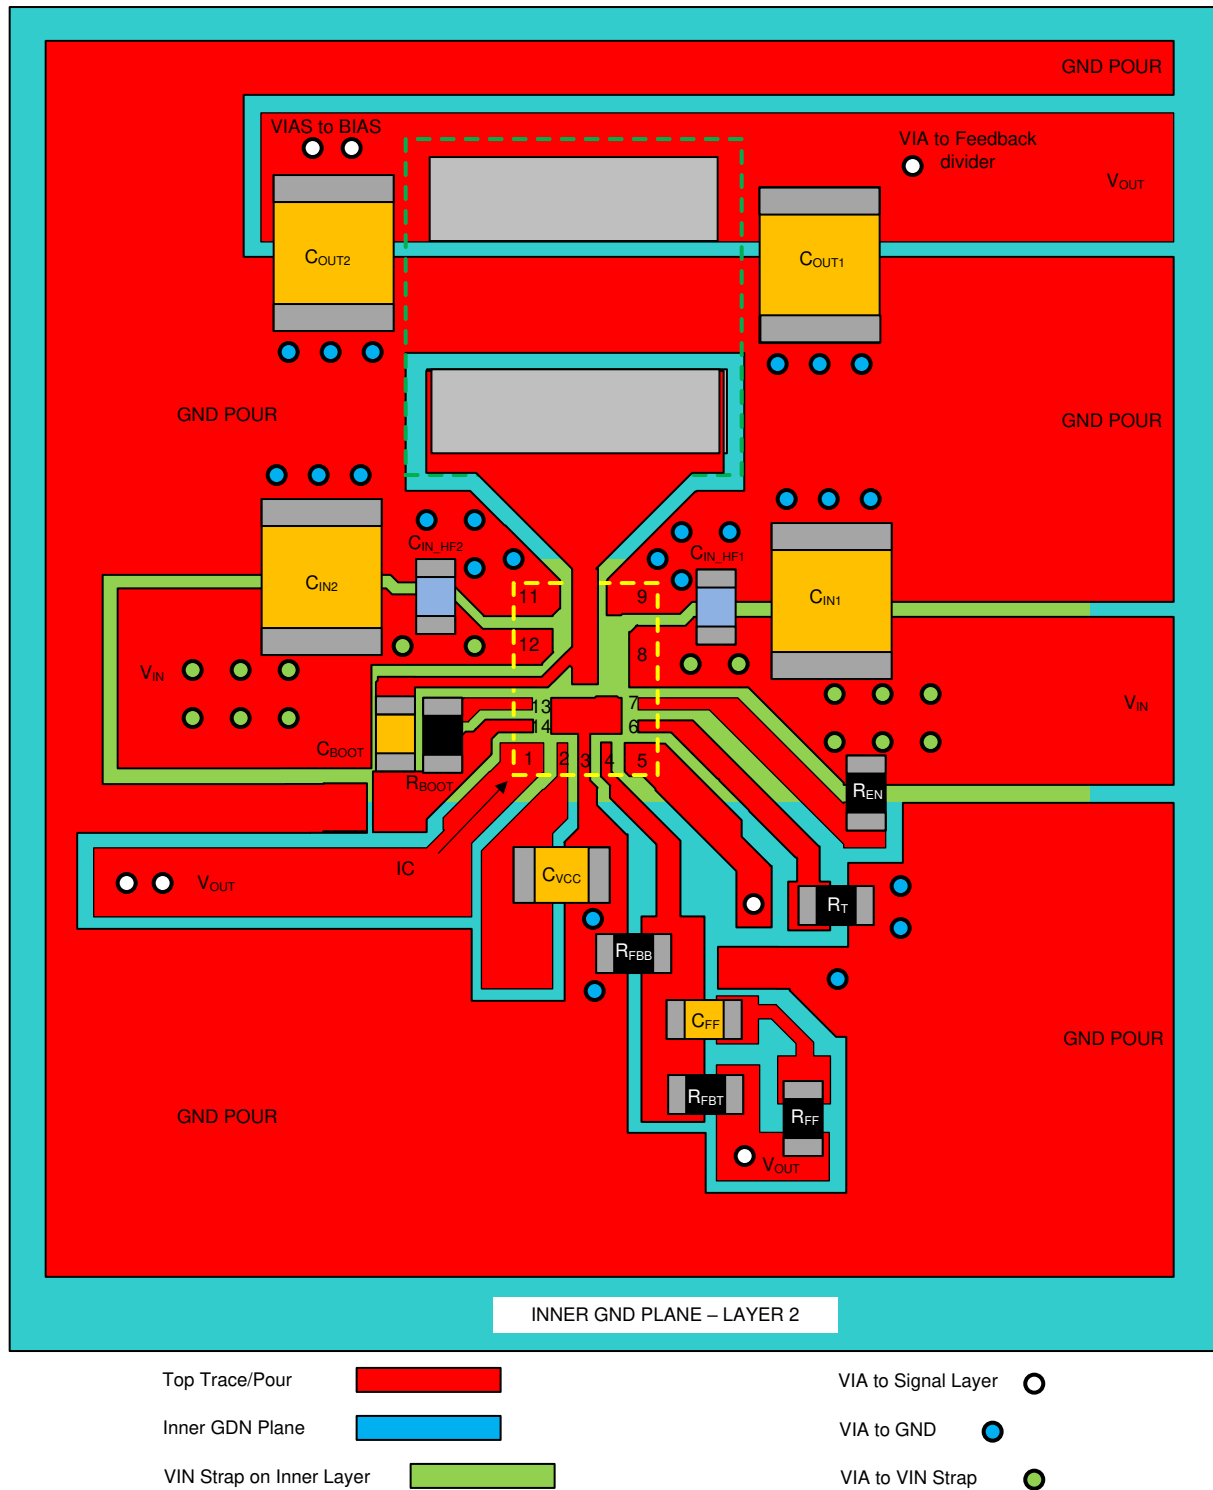 GND POUR
VIAS to BIAS
VIA to Feedback
divider
VOUT
COUT2
COUT1
GND POUR
GND POUR
CIN_HF2
CIN_HF1
CIN2
11
9
CIN1
12
8
VIN
VIN
13
7
14
6
CBOOT
RBOOT
1
2
3
4
5
REN
IC
VOUT
CVCC
RT
RFBB
CFF
GND POUR
RFBT
RFF
GND POUR
VOUT
INNER GND PLANE – LAYER 2
Top Trace/Pour
VIA to Signal Layer
Inner GDN Plane
VIA to GND
VIN Strap on Inner Layer
VIA to VIN Strap